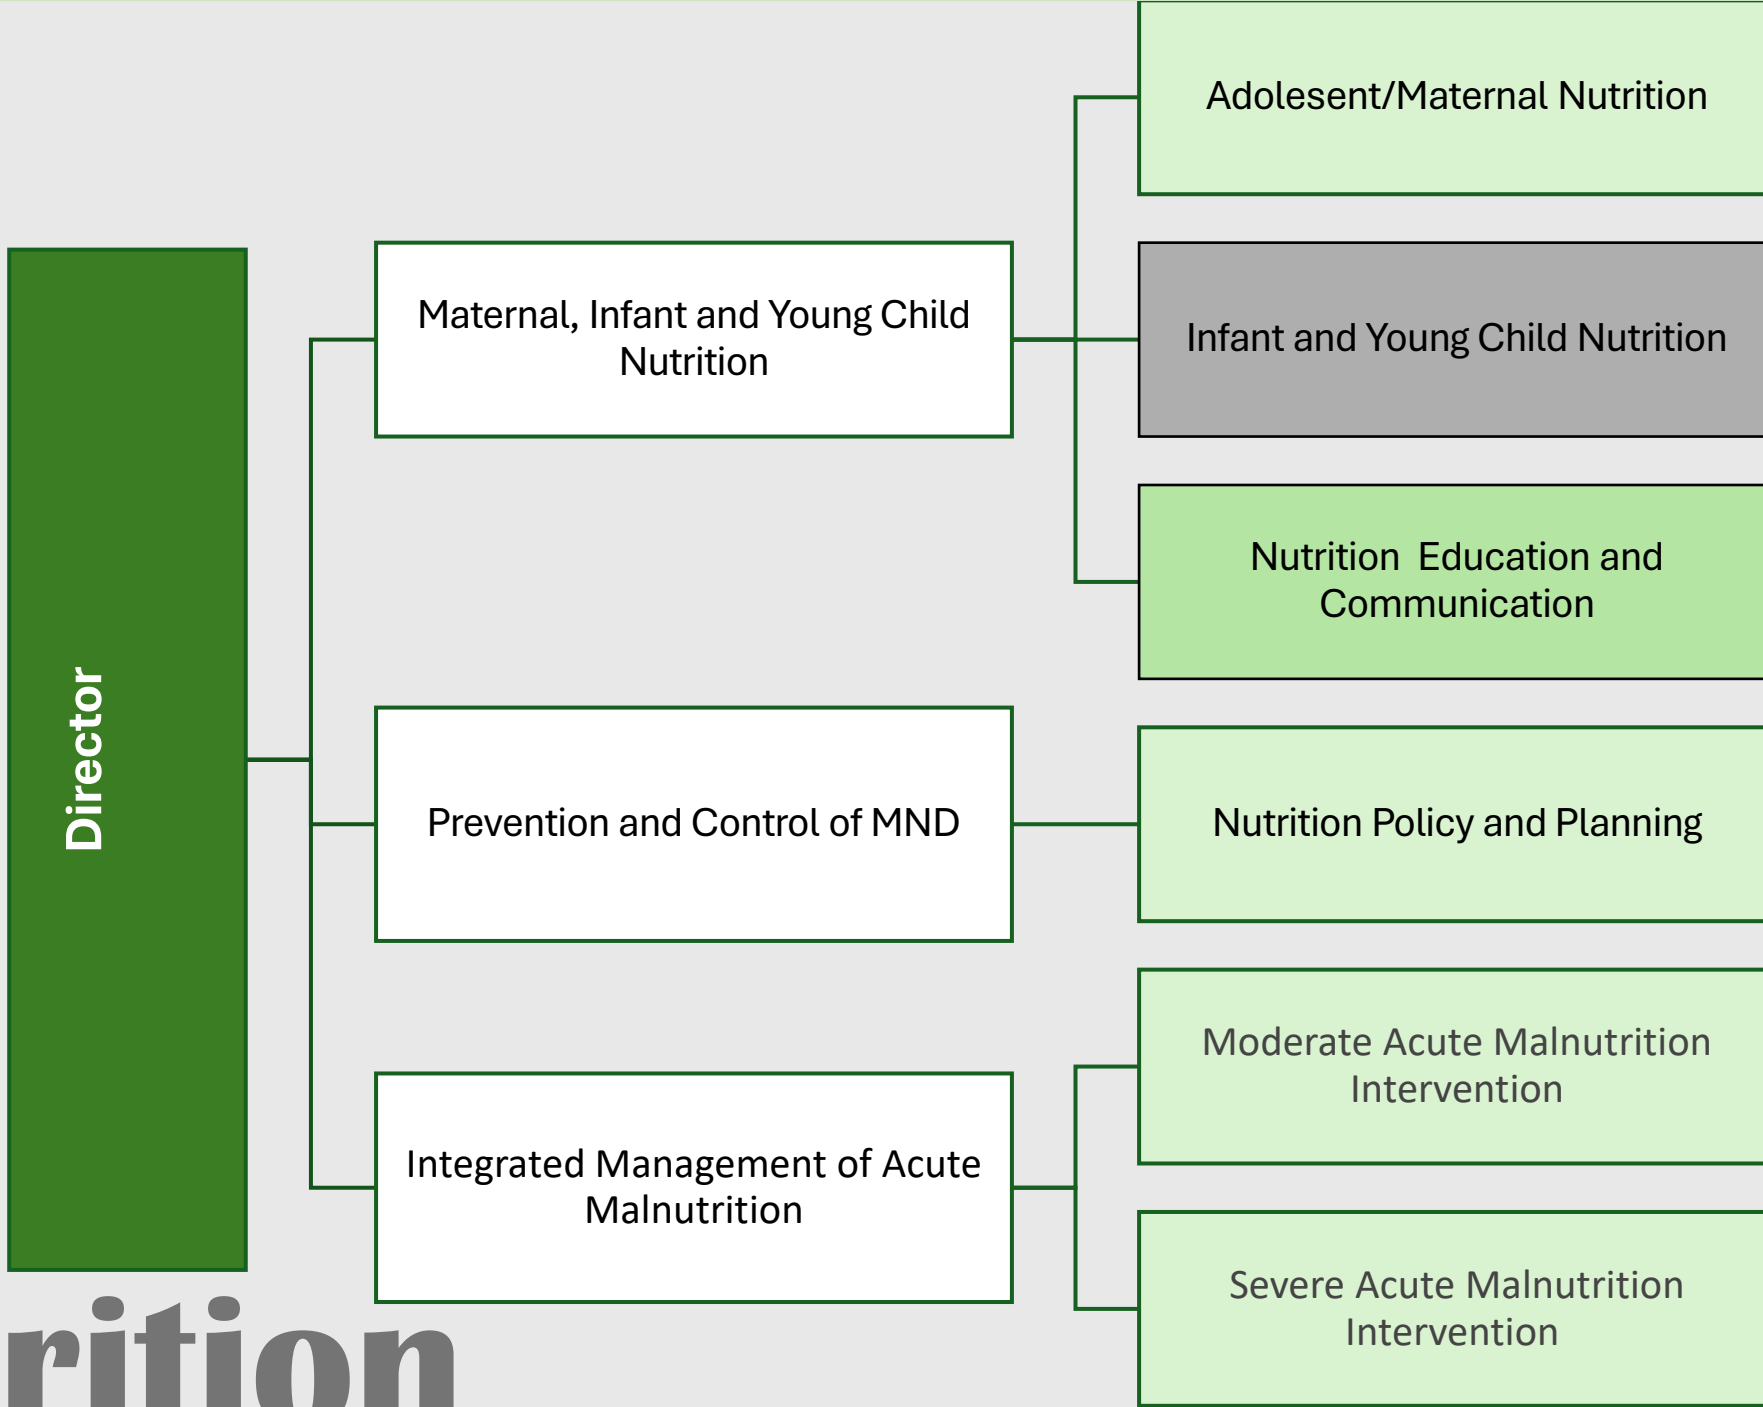 Adolesent/Maternal Nutrition
Maternal, Infant and Young Child
Nutrition
Infant and Young Child Nutrition
Nutrition  Education and
Communication
Director
Prevention and Control of MND
Nutrition Policy and Planning
Moderate Acute Malnutrition
Intervention
Integrated Management of Acute
Malnutrition
Severe Acute Malnutrition
Intervention
rition